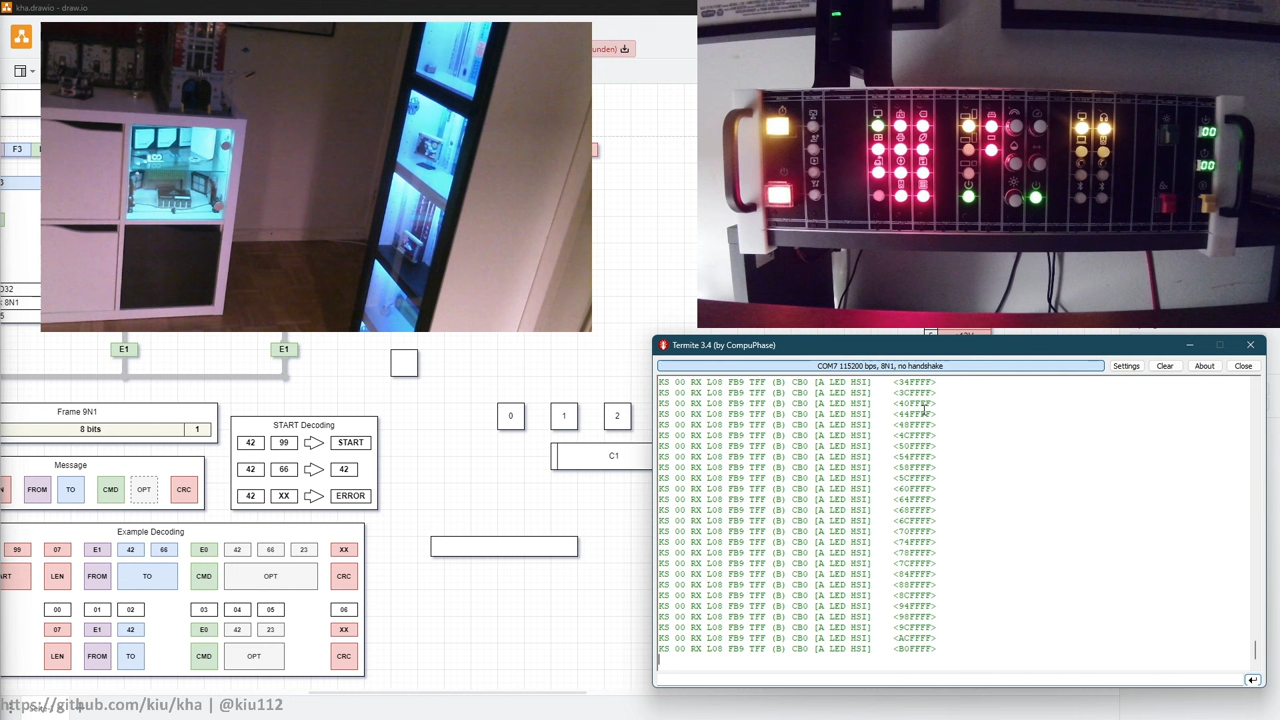 kha.drawio - draw.io
unden)
F3
D32
x 8N1
E1
E1
Frame 9N1
8 bits
1
Message
FROM
TO
CMD
OPT
CRC
START Decoding
42
99
START
42
66
42
42
XX
ERROR
0
1
2
C1
Example Decoding
99
07
E1
42
66
E0
42
66
23
XX
LEN
FROM
TO
CMD
OPT
CRC
00
01
02
03
04
05
06
07
E1
42
E0
42
23
XX
LEN
FROM
TO
CMD
OPT
CRC
00
00
Termite 3.4 (by CompuPhase)
COM7 115200 bps, 8N1, no handshake
Settings
Clear
About
Close
KS 00 RX L08 FB9 TFF (B) CB0 [A LED HSI] <34FFFF>
KS 00 RX L08 FB9 TFF (B) CB0 [A LED HSI] <3CFFFF>
KS 00 RX L08 FB9 TFF (B) CB0 [A LED HSI] <40FFFF>
KS 00 RX L08 FB9 TFF (B) CB0 [A LED HSI] <44FFFF>
KS 00 RX L08 FB9 TFF (B) CB0 [A LED HSI] <48FFFF>
KS 00 RX L08 FB9 TFF (B) CB0 [A LED HSI] <4CFFFF>
KS 00 RX L08 FB9 TFF (B) CB0 [A LED HSI] <50FFFF>
KS 00 RX L08 FB9 TFF (B) CB0 [A LED HSI] <54FFFF>
KS 00 RX L08 FB9 TFF (B) CB0 [A LED HSI] <58FFFF>
KS 00 RX L08 FB9 TFF (B) CB0 [A LED HSI] <5CFFFF>
KS 00 RX L08 FB9 TFF (B) CB0 [A LED HSI] <60FFFF>
KS 00 RX L08 FB9 TFF (B) CB0 [A LED HSI] <64FFFF>
KS 00 RX L08 FB9 TFF (B) CB0 [A LED HSI] <68FFFF>
KS 00 RX L08 FB9 TFF (B) CB0 [A LED HSI] <6CFFFF>
KS 00 RX L08 FB9 TFF (B) CB0 [A LED HSI] <70FFFF>
KS 00 RX L08 FB9 TFF (B) CB0 [A LED HSI] <74FFFF>
KS 00 RX L08 FB9 TFF (B) CB0 [A LED HSI] <78FFFF>
KS 00 RX L08 FB9 TFF (B) CB0 [A LED HSI] <7CFFFF>
KS 00 RX L08 FB9 TFF (B) CB0 [A LED HSI] <84FFFF>
KS 00 RX L08 FB9 TFF (B) CB0 [A LED HSI] <88FFFF>
KS 00 RX L08 FB9 TFF (B) CB0 [A LED HSI] <8CFFFF>
KS 00 RX L08 FB9 TFF (B) CB0 [A LED HSI] <94FFFF>
KS 00 RX L08 FB9 TFF (B) CB0 [A LED HSI] <98FFFF>
KS 00 RX L08 FB9 TFF (B) CB0 [A LED HSI] <9CFFFF>
KS 00 RX L08 FB9 TFF (B) CB0 [A LED HSI] <ACFFFF>
KS 00 RX L08 FB9 TFF (B) CB0 [A LED HSI] <B0FFFF>
https://github.com/kiu/kha | @kiu112